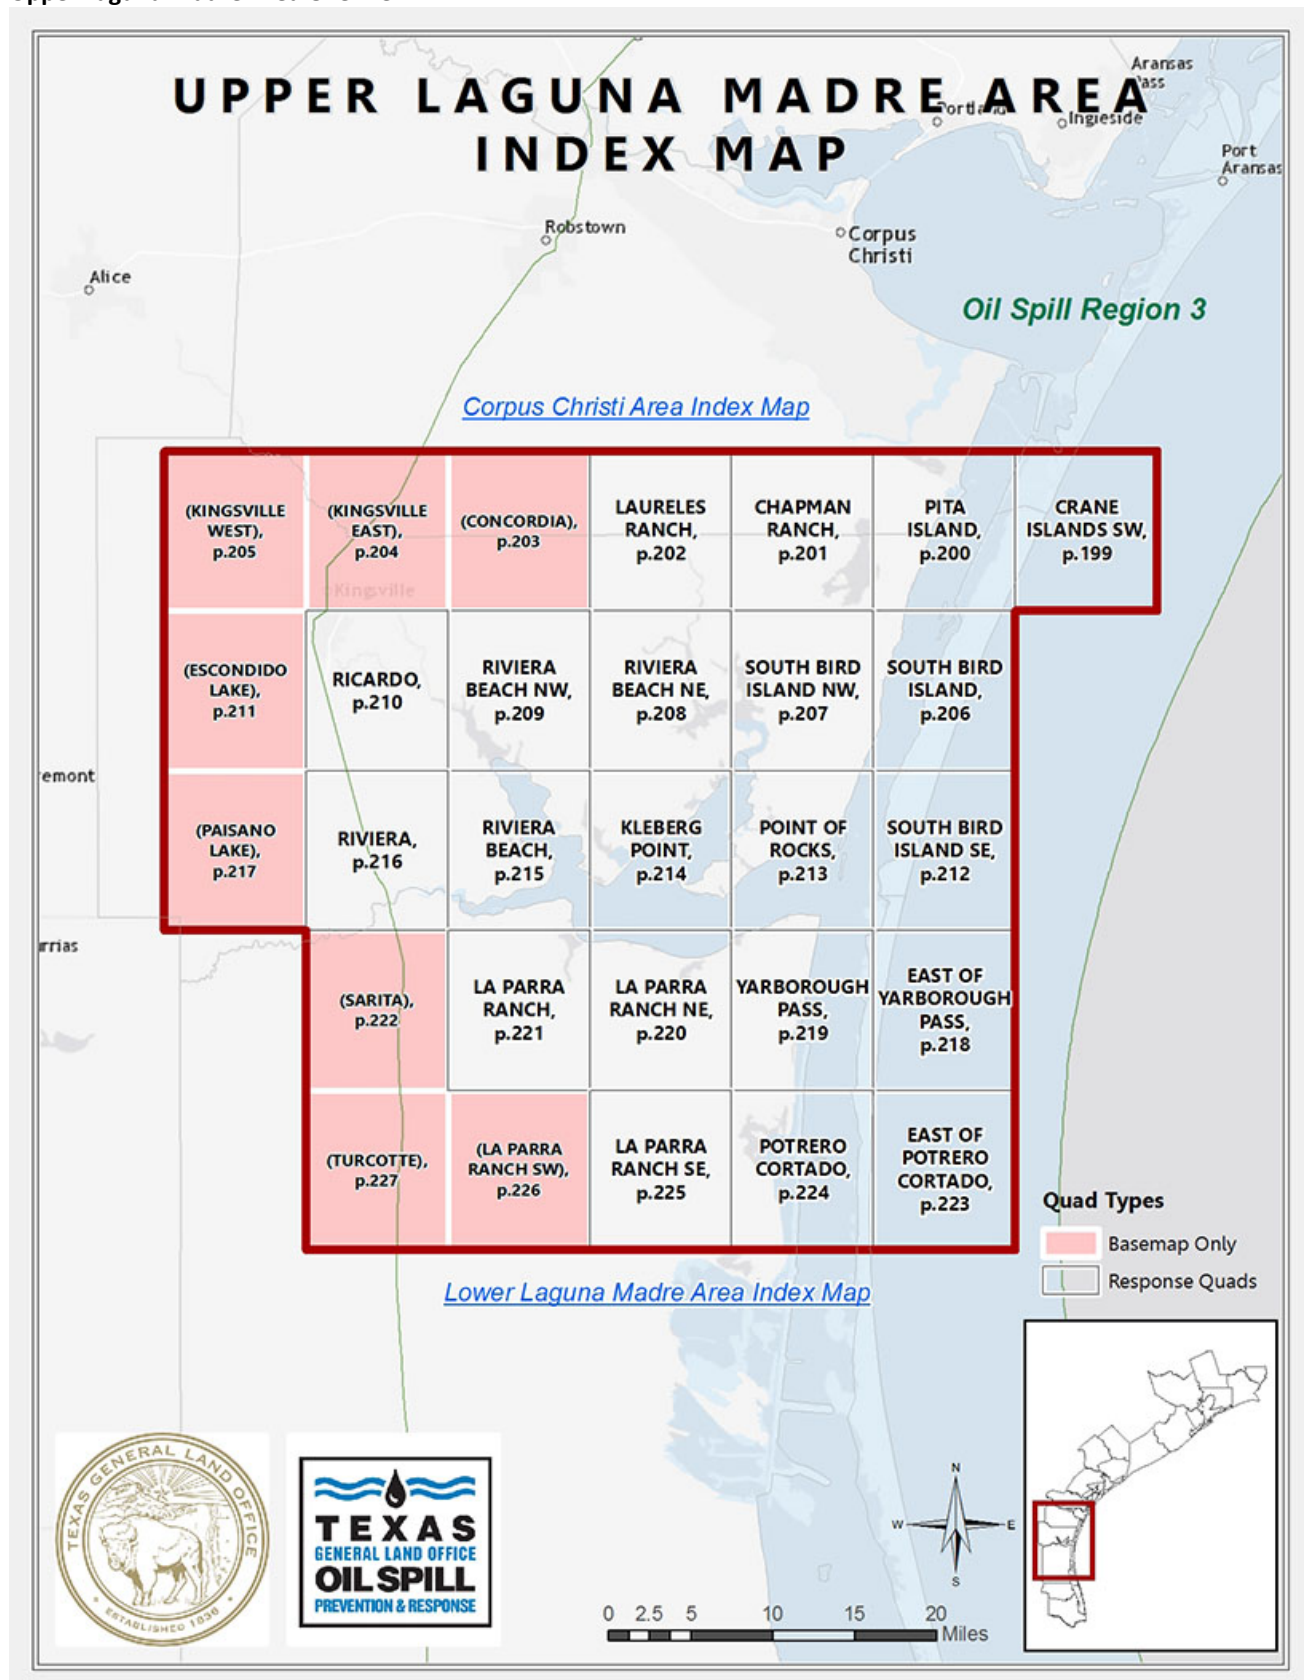 UPPER LAGUNA MADRE AREA
INDEX MAP
Aransas
Pass
Portland
Ingleside
Port
Aransas
Robstown
Corpus
Christi
Alice
Oil Spill Region 3
Corpus Christi Area Index Map
(KINGSVILLE
WEST),
p.205
(KINGSVILLE
EAST),
p.204
(CONCORDIA),
p.203
LAURELES
RANCH,
p.202
CHAPMAN
RANCH,
p.201
PITA
ISLAND,
p.200
CRANE
ISLANDS SW,
p.199
Kingsville
(ESCONDIDO
LAKE),
p.211
RICARDO,
p.210
RIVIERA
BEACH NW,
p.209
RIVIERA
BEACH NE,
p.208
SOUTH BIRD
ISLAND NW,
p.207
SOUTH BIRD
ISLAND,
p.206
emont
(PAISANO
LAKE),
p.217
RIVIERA,
p.216
RIVIERA
BEACH,
p.215
KLEBERG
POINT,
p.214
POINT OF
ROCKS,
p.213
SOUTH BIRD
ISLAND SE,
p.212
rrias
(SARITA),
p.222
LA PARRA
RANCH,
p.221
LA PARRA
RANCH NE,
p.220
YARBOROUGH
PASS,
p.219
EAST OF
YARBOROUGH
PASS,
p.218
(TURCOTTE),
p.227
(LA PARRA
RANCH SW),
p.226
LA PARRA
RANCH SE,
p.225
POTRERO
CORTADO,
p.224
EAST OF
POTRERO
CORTADO,
p.223
Quad Types
Basemap Only
Response Quads
Lower Laguna Madre Area Index Map
TEXAS GENERAL LAND OFFICE
ESTABLISHED 1836
TEXAS
GENERAL LAND OFFICE
OIL SPILL
PREVENTION & RESPONSE
N
W
E
S
0 2.5 5 10 15 20
Miles